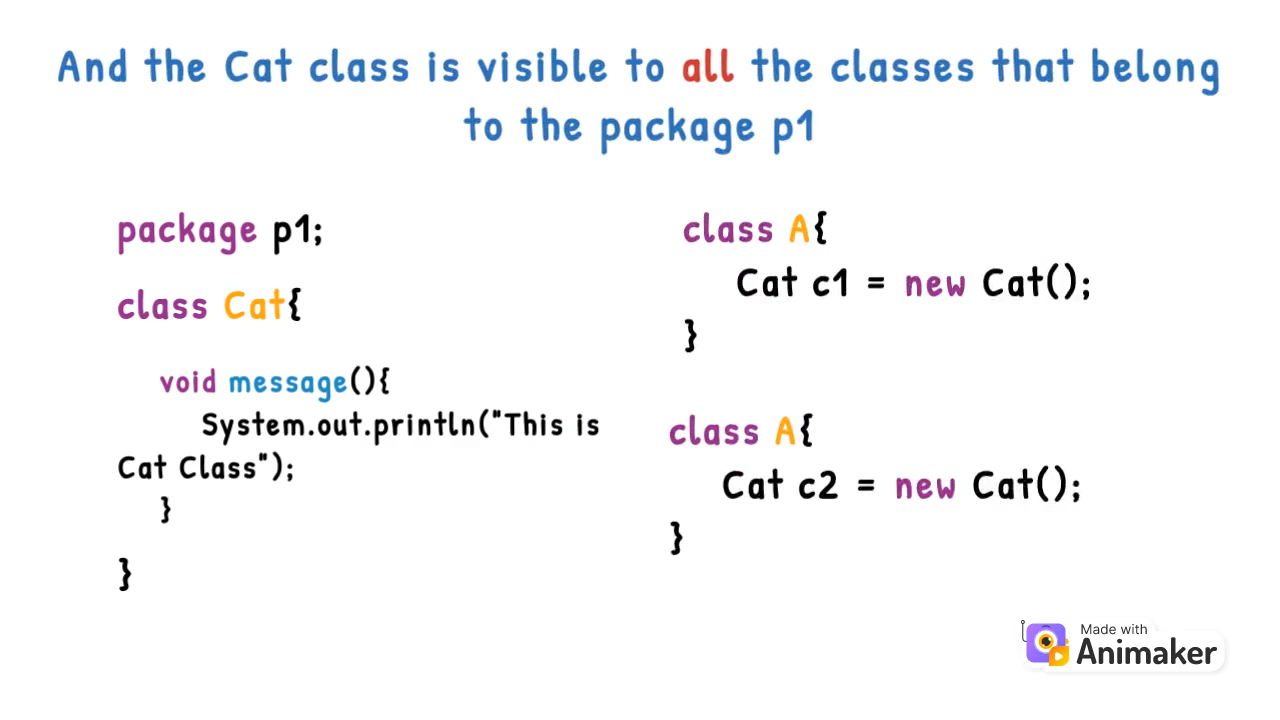 And the Cat class is visible to all the classes that belong
to the package p1
package p1;
class Cat{
void message(){
System.out.println("This is
Cat Class");
}
}
class A{
Cat c1 = new Cat();
}
class A{
Cat c2 = new Cat();
}
Made with
Animaker